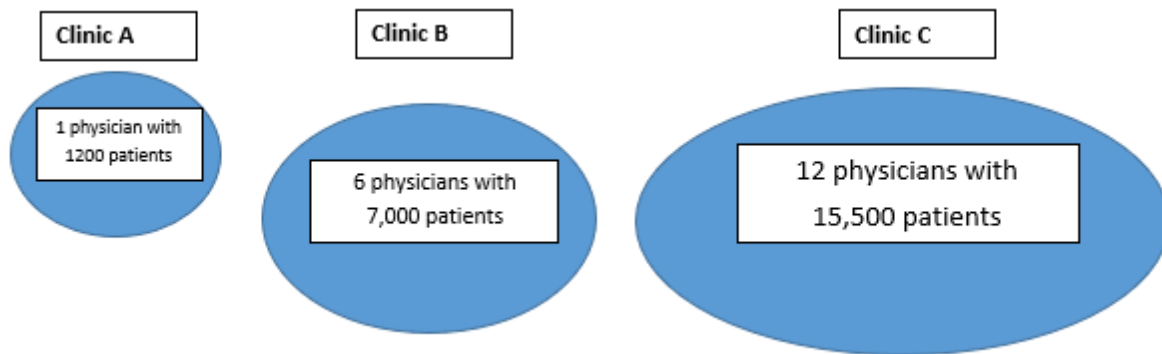 Clinic A
1 physician with
1200 patients
Clinic B
6 physicians with
7,000 patients
Clinic C
12 physicians with
15,500 patients